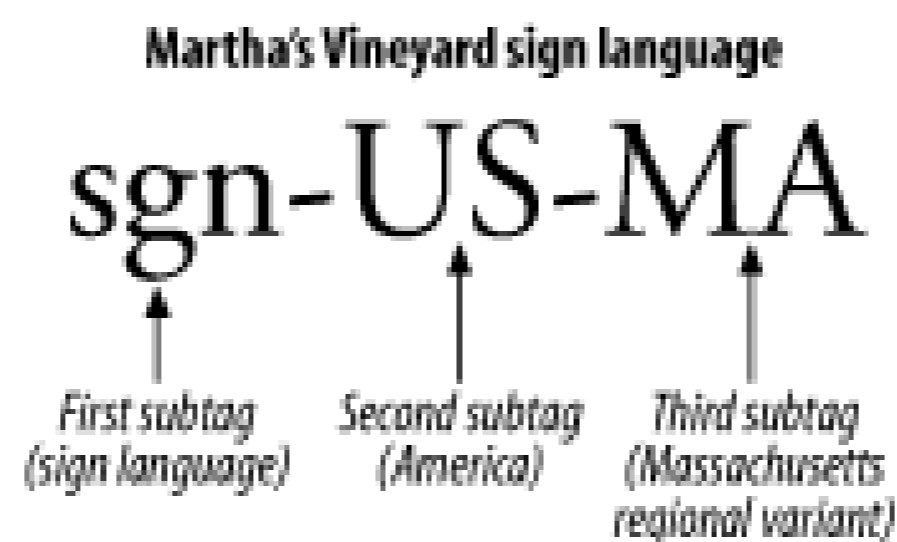 Martha's Vineyard sign language
sgn-US-MA
First subtag
(sign language)
Second subtag
(America)
Third subtag
(Massachusetts
regional variant)